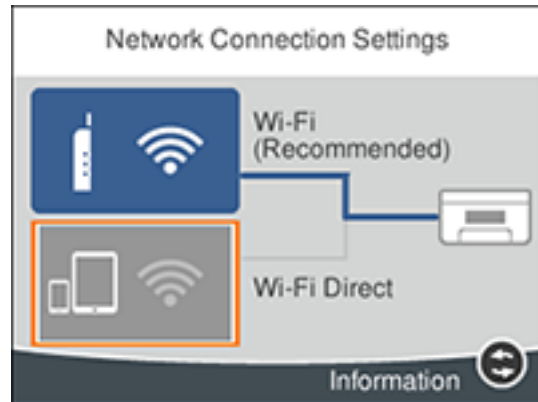 Network Connection Settings
Wi-Fi
(Recommended)
Wi-Fi Direct
Information